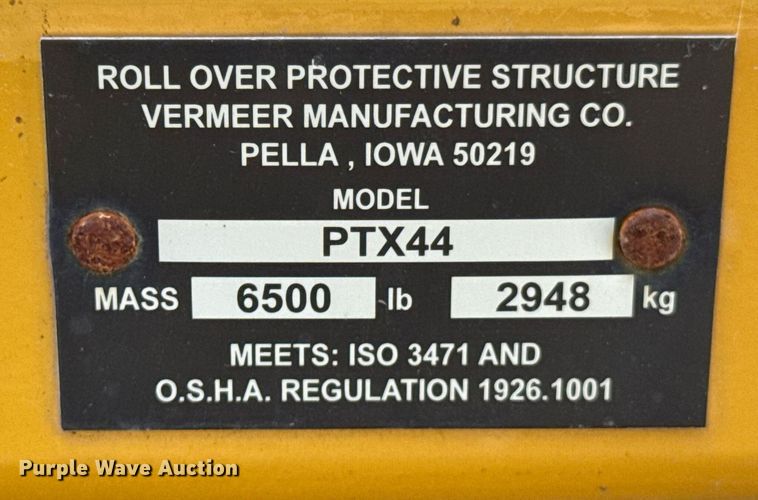 ROLL OVER PROTECTIVE STRUCTURE
VERMEER MANUFACTURING CO.
PELLA , IOWA 50219
MODEL
PTX44
MASS 6500 lb 2948 kg
MEETS: ISO 3471 AND
O.S.H.A. REGULATION 1926.1001
Purple Wave Auction